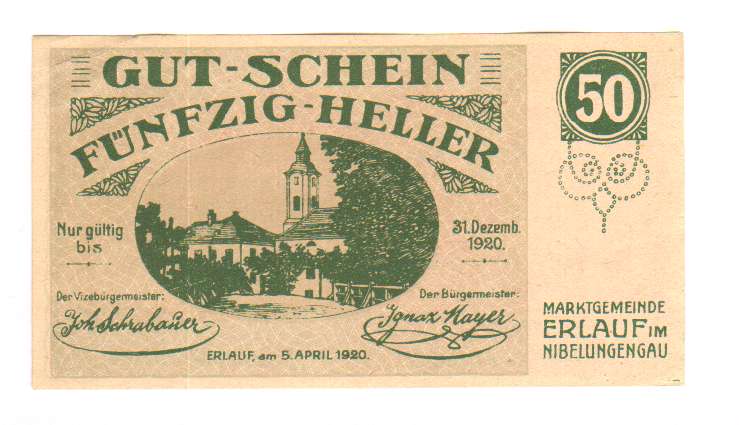 GUT-SCHEIN
FÜNFZIG-HELLER
50
Nur gültig
bis
31. Dezemb.
1920.
Der Vizebürgermeister:
Joh Schrabauer
Der Bürgermeister:
Ignaz Mayer
ERLAUF, am 5. APRIL 1920.
MARKTGEMEINDE
ERLAUF IM
NIBELUNGENGAU